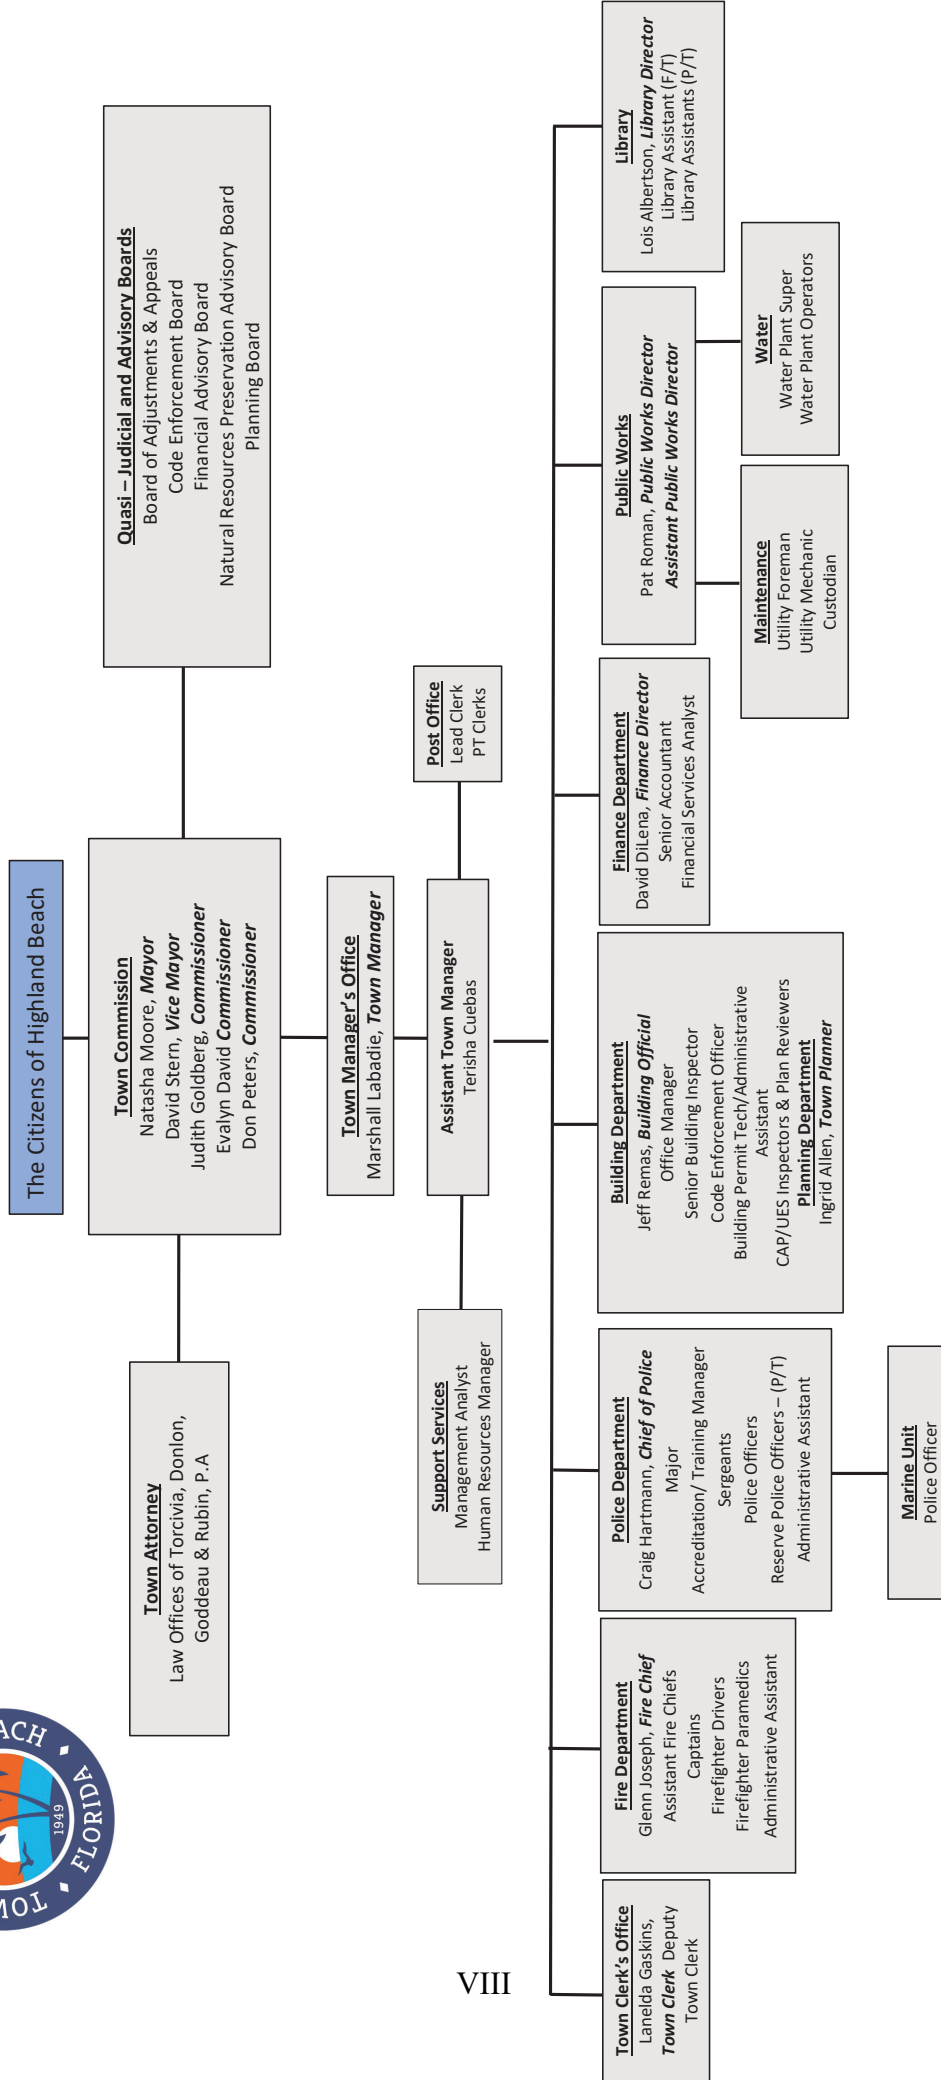 The Citizens of Highland Beach
Town Commission
Natasha Moore, Mayor
David Stern, Vice Mayor
Judith Goldberg, Commissioner
Evalyn David Commissioner
Don Peters, Commissioner
Town Attorney
Law Offices of Torcivia, Donlon,
Goddeau & Rubin, P.A
Quasi – Judicial and Advisory Boards
Board of Adjustments & Appeals
Code Enforcement Board
Financial Advisory Board
Natural Resources Preservation Advisory Board
Planning Board
Town Manager's Office
Marshall Labadie, Town Manager
Support Services
Management Analyst
Human Resources Manager
Assistant Town Manager
Terisha Cuebas
Post Office
Lead Clerk
PT Clerks
Town Clerk's Office
Lanelda Gaskins,
Town Clerk Deputy
Town Clerk
Fire Department
Glenn Joseph, Fire Chief
Assistant Fire Chiefs
Captains
Firefighter Drivers
Firefighter Paramedics
Administrative Assistant
Police Department
Craig Hartmann, Chief of Police
Major
Accreditation/ Training Manager
Sergeants
Police Officers
Reserve Police Officers – (P/T)
Administrative Assistant
Marine Unit
Police Officer
Building Department
Jeff Remas, Building Official
Office Manager
Senior Building Inspector
Code Enforcement Officer
Building Permit Tech/Administrative
Assistant
CAP/UES Inspectors & Plan Reviewers
Planning Department
Ingrid Allen, Town Planner
Finance Department
David DiLena, Finance Director
Senior Accountant
Financial Services Analyst
Public Works
Pat Roman, Public Works Director
Assistant Public Works Director
Maintenance
Utility Foreman
Utility Mechanic
Custodian
Water
Water Plant Super
Water Plant Operators
Library
Lois Albertson, Library Director
Library Assistant (F/T)
Library Assistants (P/T)
FLORIDA
1949
VIII